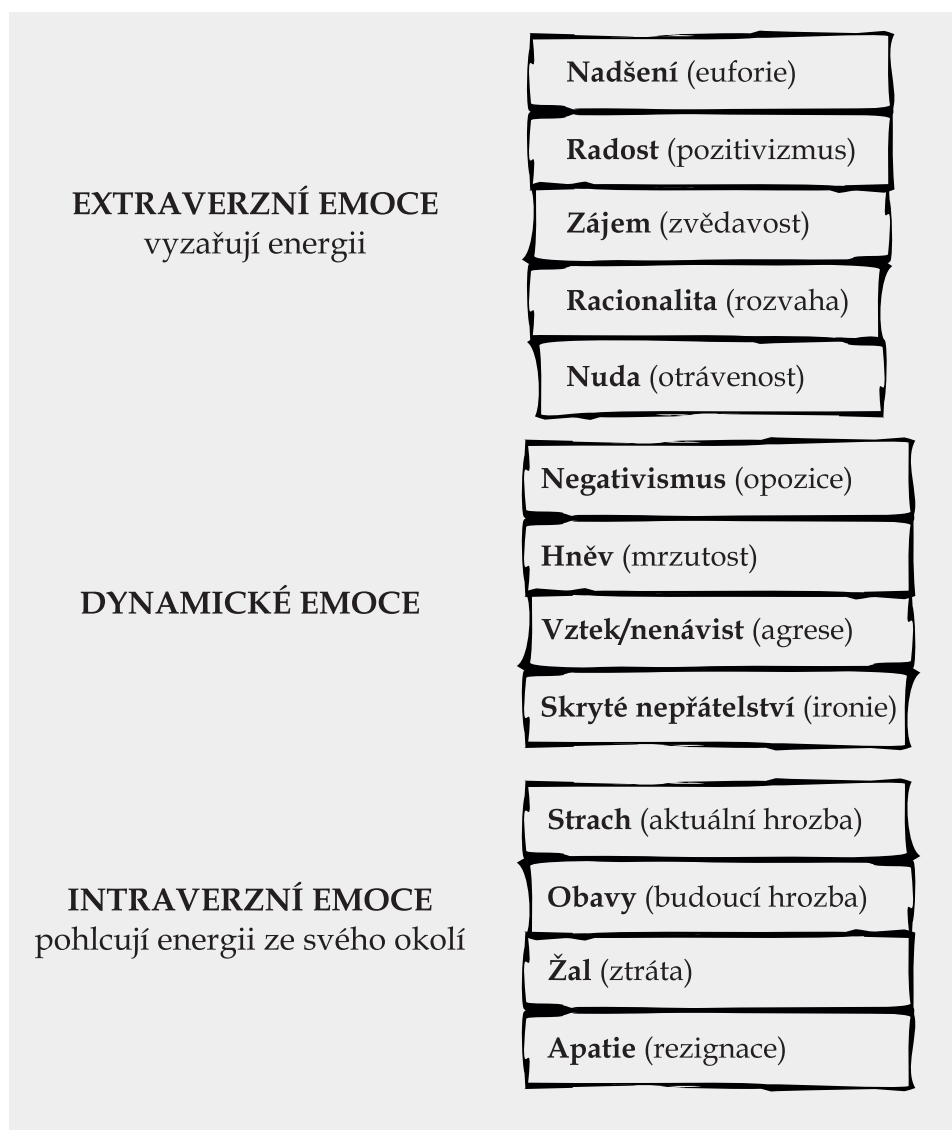 Nadšení (euforie)
Radost (pozitivizmus)
EXTRAVERZNÍ EMOCE
vyzařují energii
Zájem (zvědavost)
Racionalita (rozvaha)
Nuda (otrávenost)
Negativismus (opozice)
Hněv (mrzutost)
DYNAMICKÉ EMOCE
Vztek/nenávist (agrese)
Skryté nepřátelství (ironie)
Strach (aktuální hrozba)
INTRAVERZNÍ EMOCE
pohlcují energii ze svého okolí
Obavy (budoucí hrozba)
Žal (ztráta)
Apatie (rezignace)